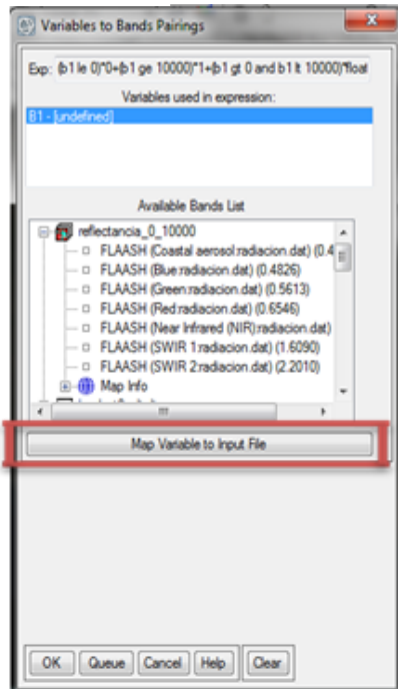 Variables to Bands Pairings
Exp: (b1 le 0)*0+(b1 ge 10000)*1+(b1 gt 0 and b1 lt 10000)*float
Variables used in expression:
B1 - [undefined]
Available Bands List
reflectancia_0_10000
FLAASH (Coastal aerosol:radiacion.dat) (0.4
FLAASH (Blue:radiacion.dat) (0.4826)
FLAASH (Green:radiacion.dat) (0.5613)
FLAASH (Red:radiacion.dat) (0.6546)
FLAASH (Near Infrared (NIR):radiacion.dat)
FLAASH (SWIR 1:radiacion.dat) (1.6090)
FLAASH (SWIR 2:radiacion.dat) (2.2010)
Map Info
Map Variable to Input File
OK Queue Cancel Help Clear